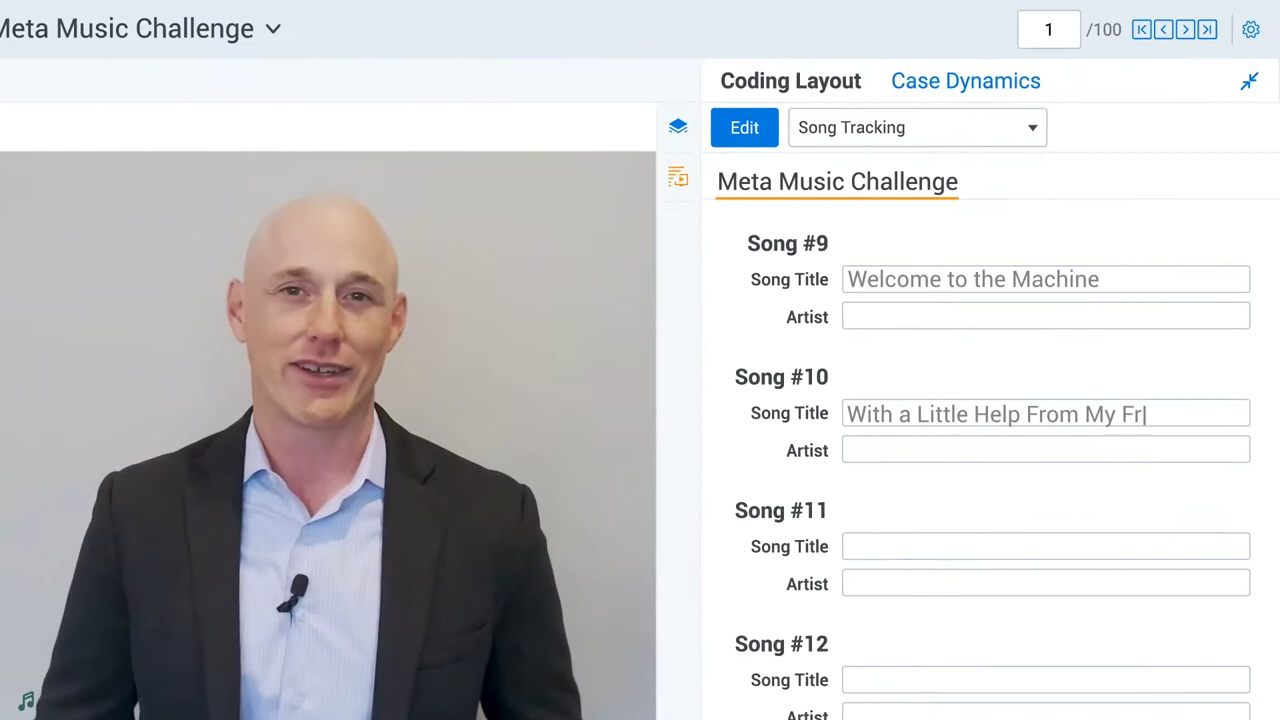 Meta Music Challenge
1 /100
Coding Layout Case Dynamics
Edit Song Tracking
Meta Music Challenge
Song #9
Song Title Welcome to the Machine
Artist
Song #10
Song Title With a Little Help From My Fr
Artist
Song #11
Song Title
Artist
Song #12
Song Title
Artist